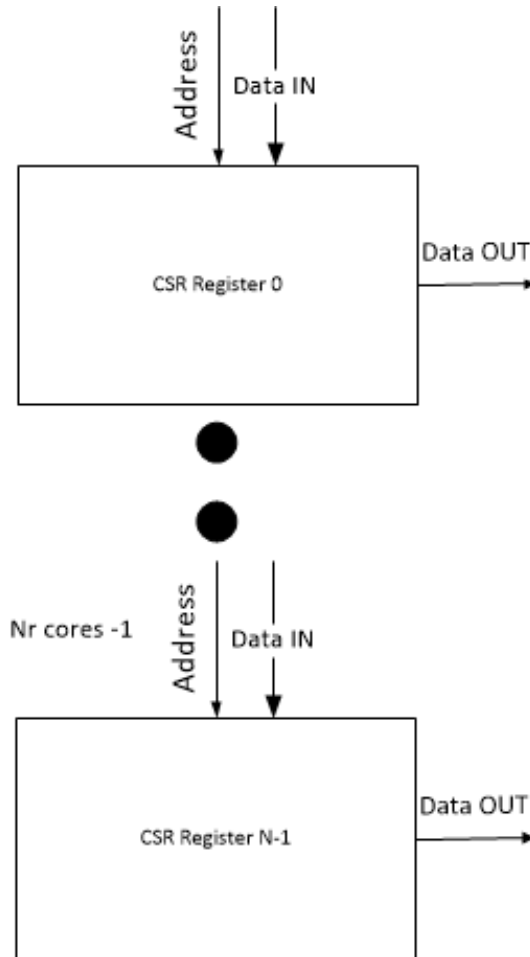 Address
Data IN
Data OUT
CSR Register 0
Nr cores -1
Address
Data IN
Data OUT
CSR Register N-1